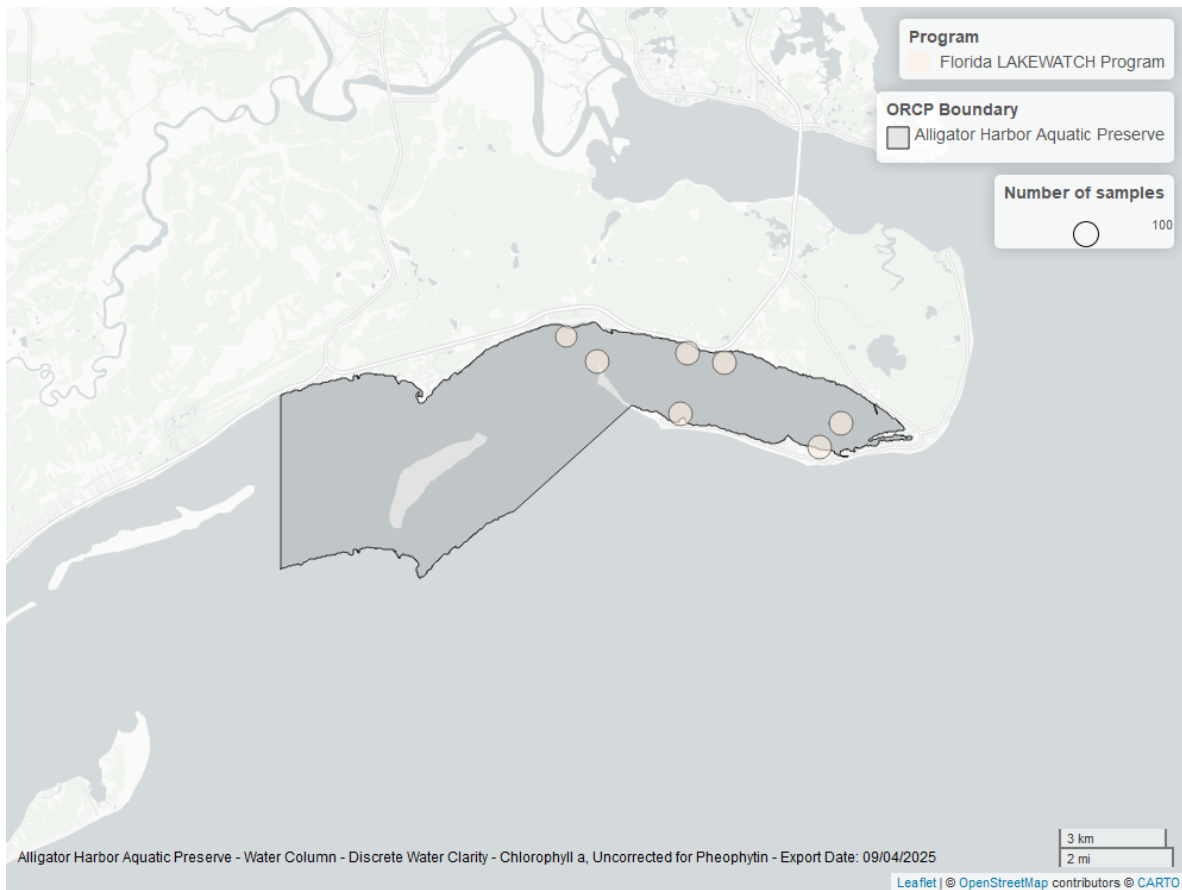 Program
Florida LAKEWATCH Program
ORCP Boundary
Alligator Harbor Aquatic Preserve
Number of samples
100
3 km
2 mi
Alligator Harbor Aquatic Preserve - Water Column - Discrete Water Clarity - Chlorophyll a, Uncorrected for Pheophytin - Export Date: 09/04/2025
Leaflet | © OpenStreetMap contributors © CARTO